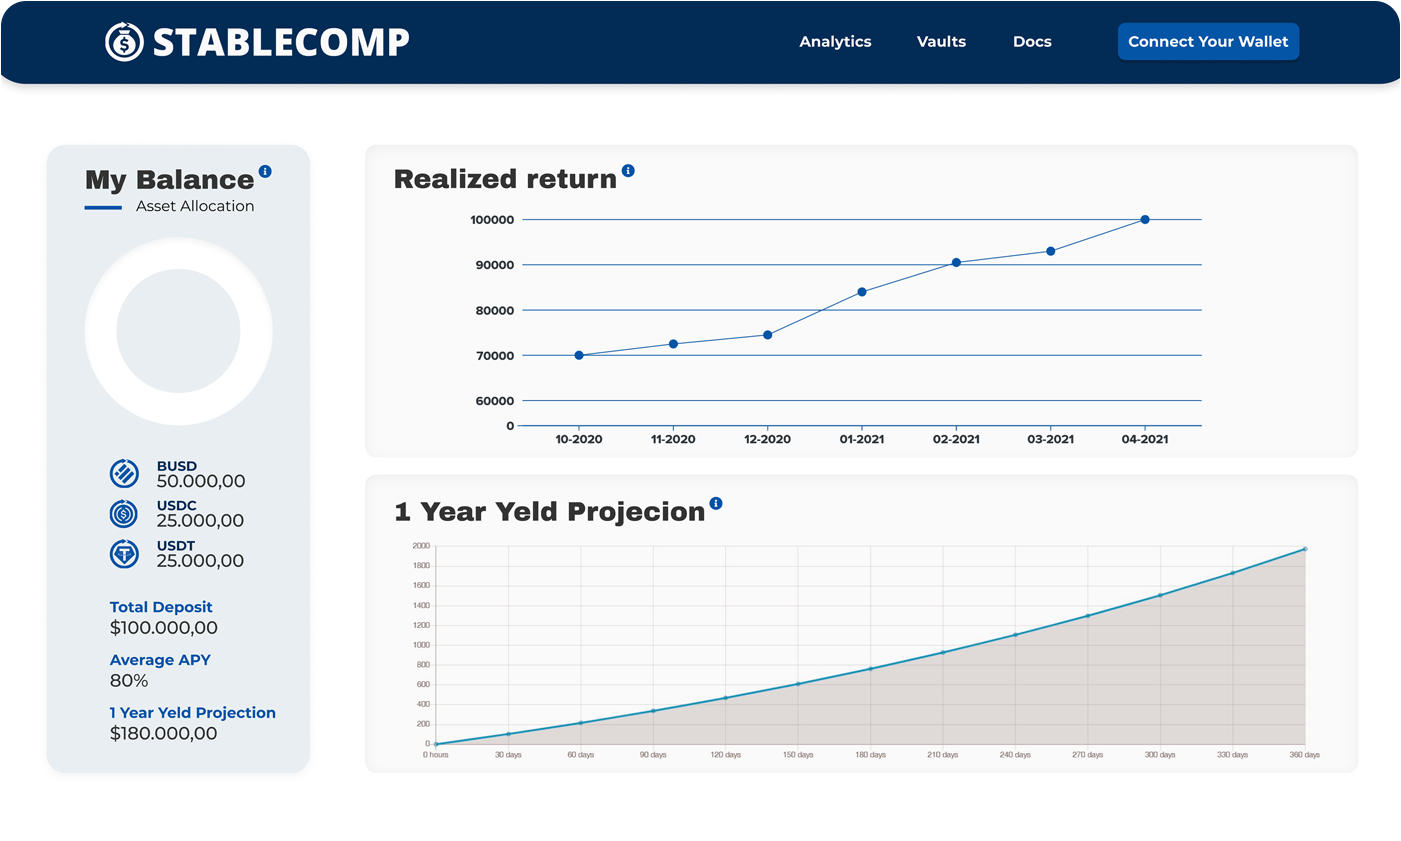 STABLECOMP
Analytics
Vaults
Docs
Connect Your Wallet
My Balance
Asset Allocation
BUSD
50.000,00
USDC
25.000,00
USDT
25.000,00
Total Deposit
$100.000,00
Average APY
80%
1 Year Yeld Projection
$180.000,00
Realized return
100000
90000
80000
70000
60000
0
10-2020 11-2020 12-2020 01-2021 02-2021 03-2021 04-2021
1 Year Yeld Projecion
2000
1800
1600
1400
1200
1000
800
600
400
200
0
0 hours 30 days 60 days 90 days 120 days 150 days 180 days 210 days 240 days 270 days 300 days 330 days 360 days